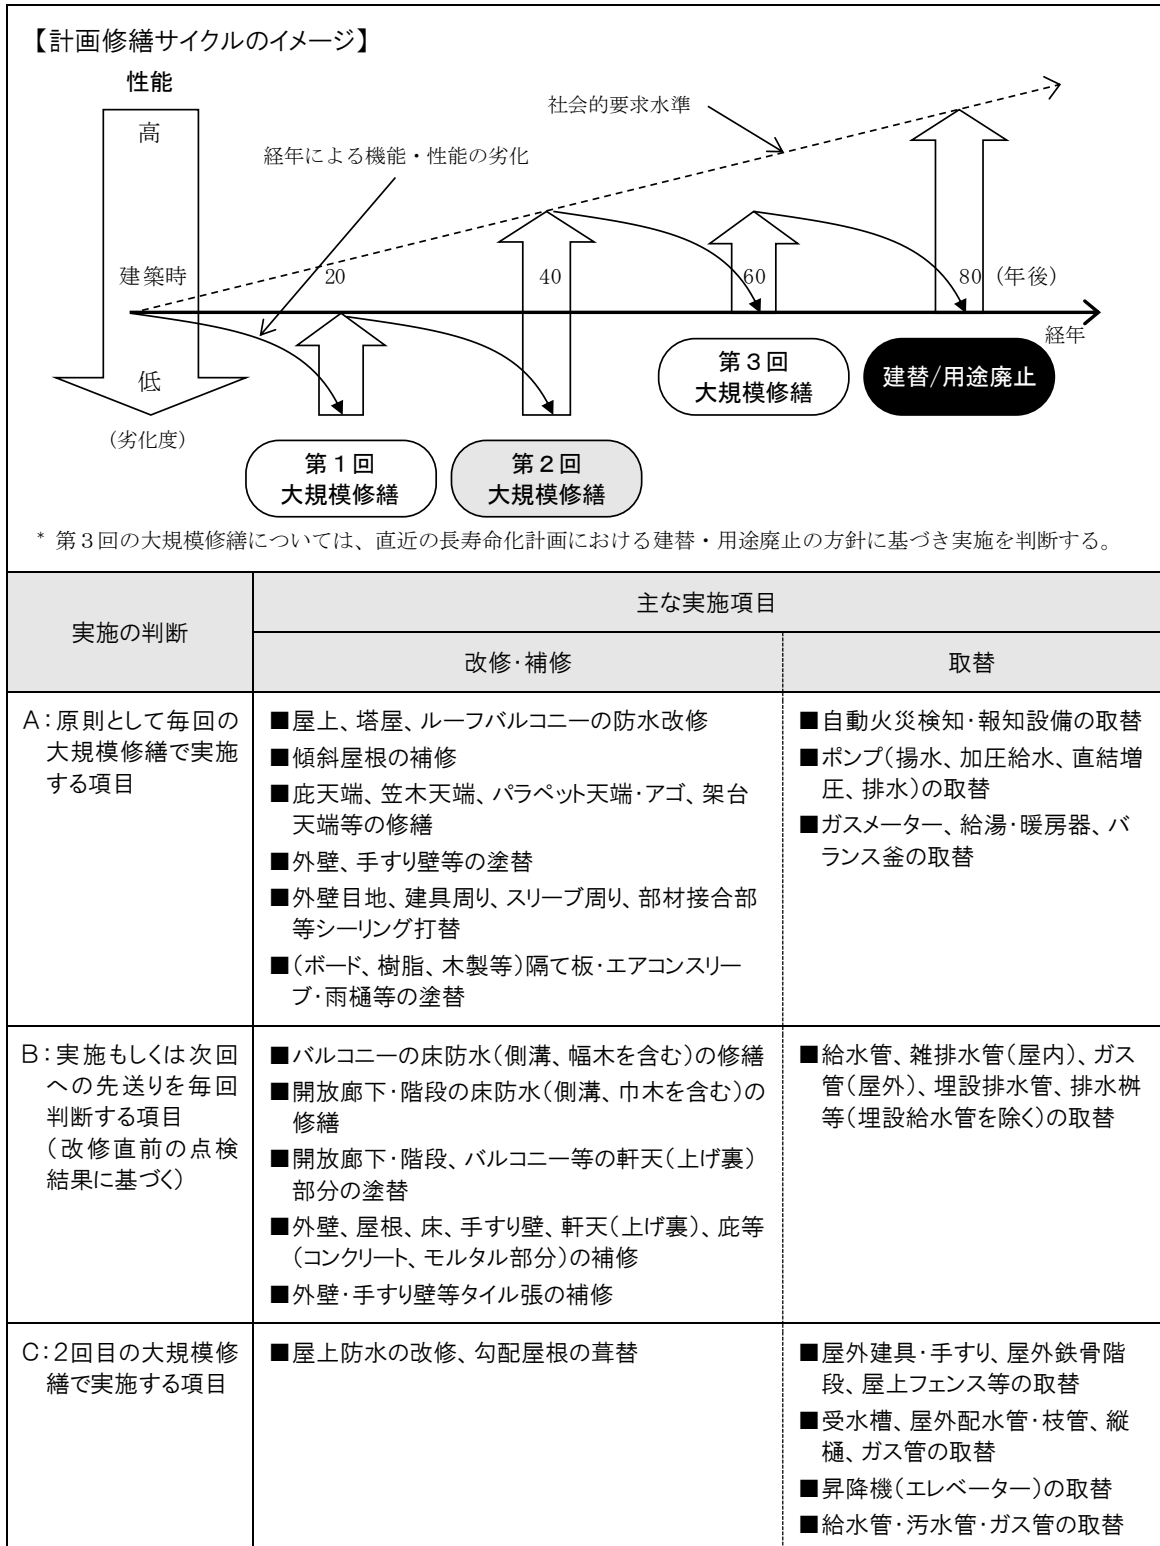 【計画修繕サイクルのイメージ】
性能
高
社会的要求水準
経年による機能・性能の劣化
建築時
20
40
60
80 (年後)
経年
低
(劣化度)
第1回
大規模修繕
第2回
大規模修繕
第3回
大規模修繕
建替/用途廃止
* 第3回の大規模修繕については、直近の長寿命化計画における建替・用途廃止の方針に基づき実施を判断する。
実施の判断
主な実施項目
改修・補修
取替
A:原則として毎回の
大規模修繕で実施
する項目
■屋上、塔屋、ルーフバルコニーの防水改修
■傾斜屋根の補修
■庇天端、笠木天端、パラペット天端・アゴ、架台
天端等の修繕
■外壁、手すり壁等の塗替
■外壁目地、建具周り、スリーブ周り、部材接合部
等シーリング打替
■(ボード、樹脂、木製等)隔て板・エアコンスリー
ブ・雨樋等の塗替
■自動火災検知・報知設備の取替
■ポンプ(揚水、加圧給水、直結増
圧、排水)の取替
■ガスメーター、給湯・暖房器、バ
ランス釜の取替
B:実施もしくは次回
への先送りを毎回
判断する項目
(改修直前の点検
結果に基づく)
■バルコニーの床防水(側溝、幅木を含む)の修繕
■開放廊下・階段の床防水(側溝、巾木を含む)の
修繕
■開放廊下・階段、バルコニー等の軒天(上げ裏)
部分の塗替
■外壁、屋根、床、手すり壁、軒天(上げ裏)、庇等
(コンクリート、モルタル部分)の補修
■外壁・手すり壁等タイル張の補修
■給水管、雑排水管(屋内)、ガス
管(屋外)、埋設排水管、排水桝
等(埋設給水管を除く)の取替
C:2回目の大規模修
繕で実施する項目
■屋上防水の改修、勾配屋根の葺替
■屋外建具・手すり、屋外鉄骨階
段、屋上フェンス等の取替
■受水槽、屋外配水管・枝管、縦
樋、ガス管の取替
■昇降機(エレベーター)の取替
■給水管・汚水管・ガス管の取替